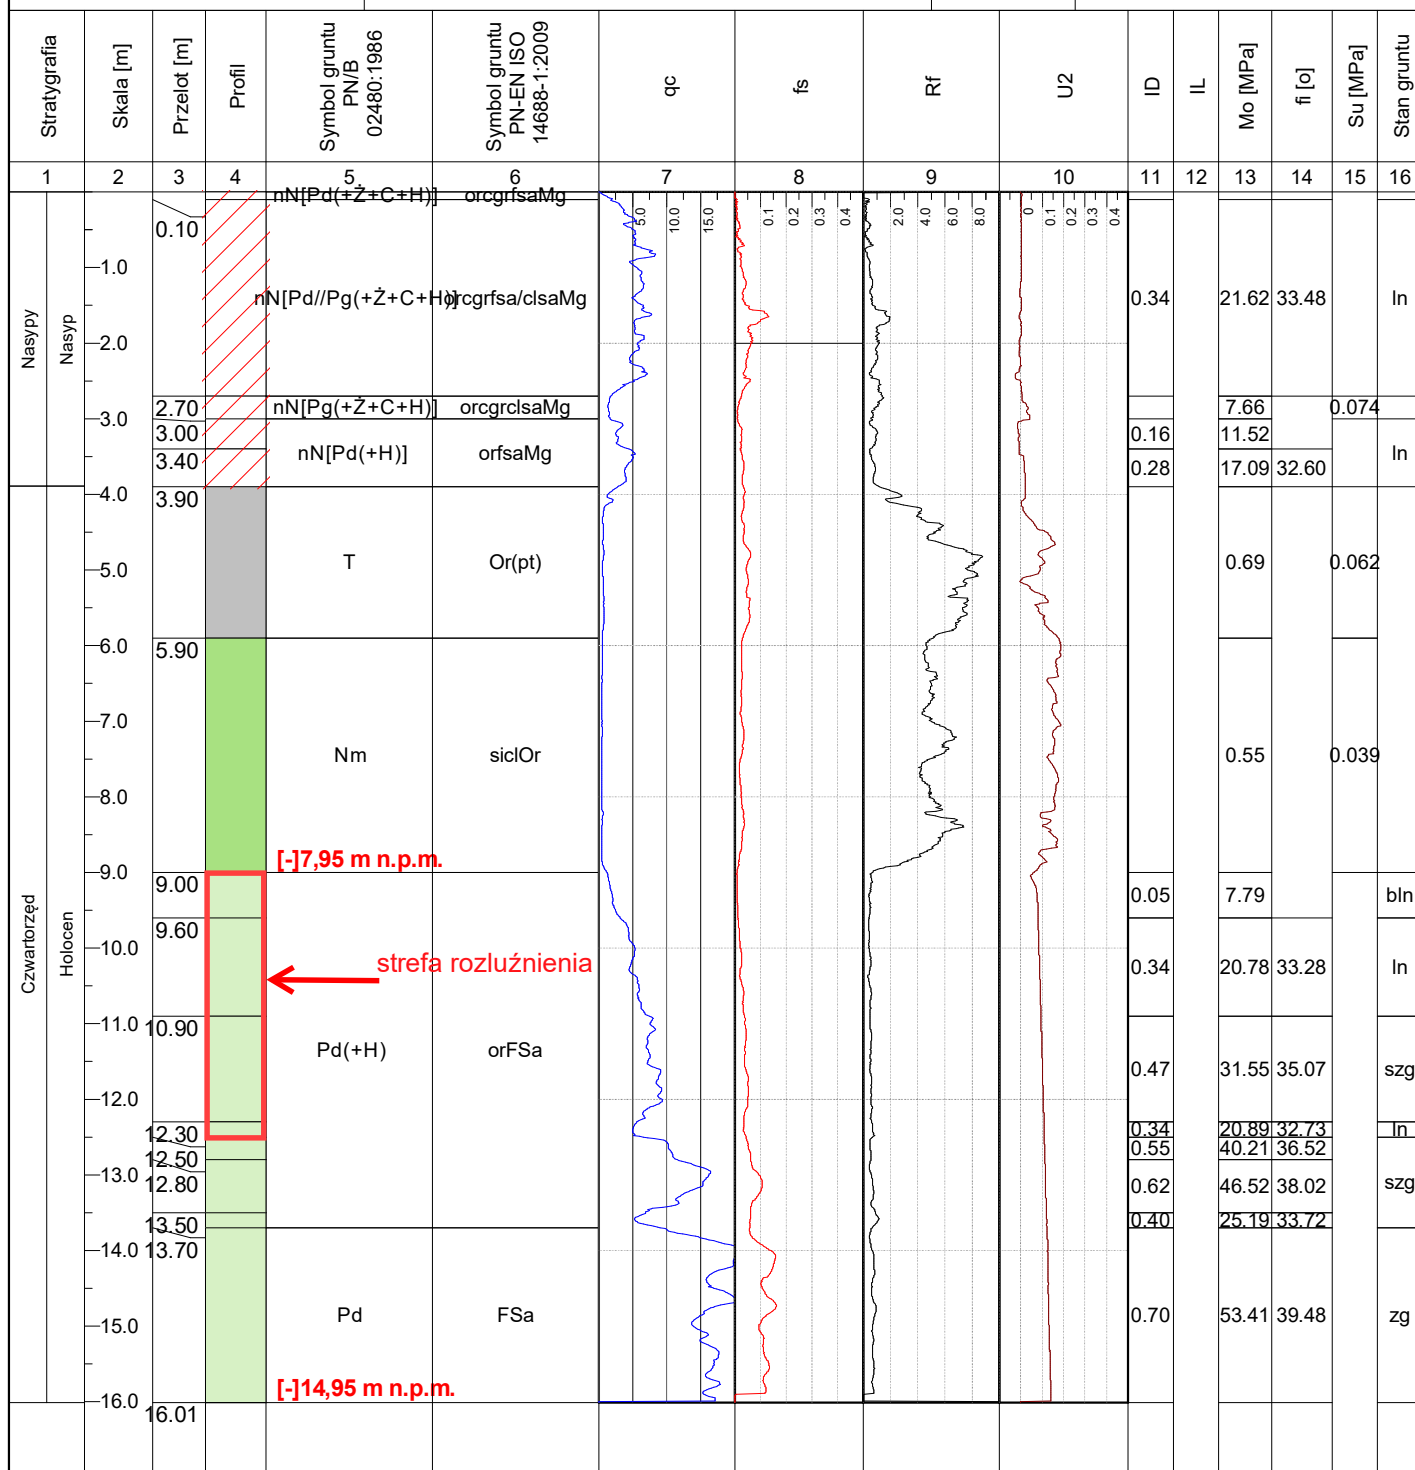 Stratygrafia
Skala [m]
Przelot [m]
Profil
Symbol gruntu
PN/B
02480:1986
Symbol gruntu
PN-EN ISO
14688-1:2009
qc
fs
Rf
U2
ID
IL
Mo [MPa]
fi [o]
Su [MPa]
Stan gruntu
1 2 3 4 5 6 7 8 9 10 11 12 13 14 15 16
5.0 10.0 15.0
0.1 0.2 0.3 0.4
2.0 4.0 6.0 8.0
0 0.1 0.2 0.3 0.4
nN[Pd(+Ż+C+H)] orcgrfsaMg
0.10
1.0
nN[Pd//Pg(+Ż+C+H)] orcgrfsa/clsaMg 0.34 21.62 33.48 ln
2.0
Nasypy
Nasyp
2.70 nN[Pg(+Ż+C+H)] orcgrclsaMg 7.66 0.074
3.0
3.00 0.16 11.52
nN[Pd(+H)] orfsaMg ln
3.40 0.28 17.09 32.60
4.0
3.90
T Or(pt) 0.69 0.062
5.0
6.0
5.90
7.0
Nm siclOr 0.55 0.039
8.0
[-]7,95 m n.p.m.
9.0
9.00
0.05 7.79 bln
9.60
10.0
Czwartorzęd
Holocen
strefa rozluźnienia 0.34 20.78 33.28 ln
11.0
10.90
Pd(+H) orFSa
0.47 31.55 35.07 szg
12.0
12.30 0.34 20.89 32.73 ln
12.50 0.55 40.21 36.52
13.0
12.80 0.62 46.52 38.02 szg
13.50 0.40 25.19 33.72
13.70
14.0
Pd FSa 0.70 53.41 39.48 zg
15.0
[-]14,95 m n.p.m.
16.0
16.01